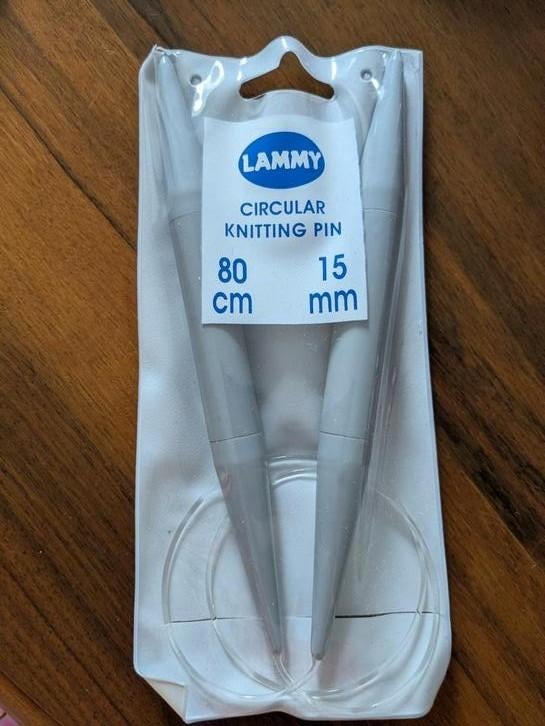 LAMMY
CIRCULAR
KNITTING PIN
80 15
cm mm